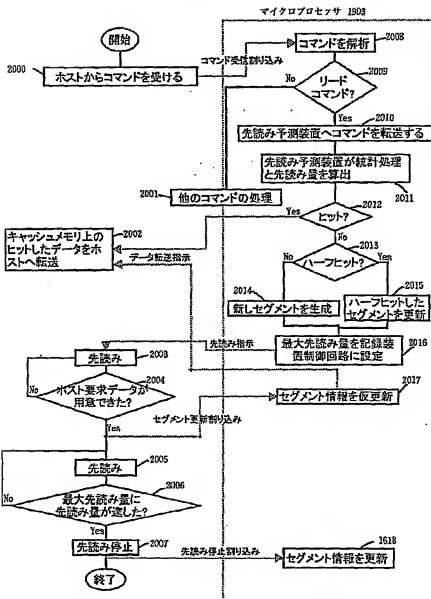 マイクロプロセッサ 1903
開始
2000
ホストからコマンドを受ける
コマンド受信割り込み
2008
コマンドを解析
2009
リード
コマンド?
No
Yes
2010
先読み予測装置へコマンドを転送する
先読み予測装置が統計処理
と先読み量を算出
2011
2001
他のコマンドの処理
2012
ヒット?
Yes
No
2002
キャッシュメモリ上の
ヒットしたデータをホ
ストへ転送
データ転送指示
2013
ハーフヒット?
No
Yes
2014
新しセグメントを生成
2015
ハーフヒットした
セグメントを更新
先読み指示
最大先読み量を記録装
置制御回路に設定
2016
2003
先読み
2004
ホスト要求データが
用意できた?
No
Yes
セグメント更新割り込み
2017
セグメント情報を仮更新
2005
先読み
2006
最大先読み量に
先読み量が達した?
No
Yes
2007
先読み停止
先読み停止割り込み
1618
セグメント情報を更新
終了